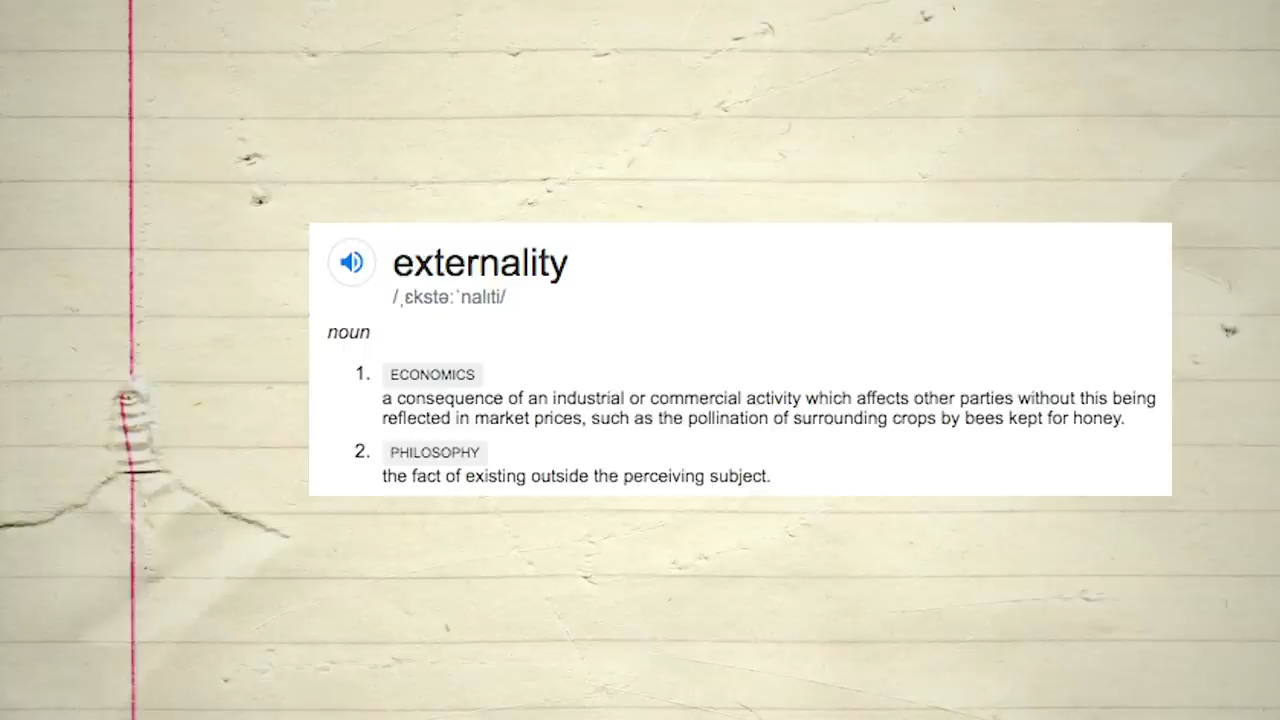 externality
/ˌɛkstəːˈnalɪti/
noun
1. ECONOMICS
a consequence of an industrial or commercial activity which affects other parties without this being
reflected in market prices, such as the pollination of surrounding crops by bees kept for honey.
2. PHILOSOPHY
the fact of existing outside the perceiving subject.